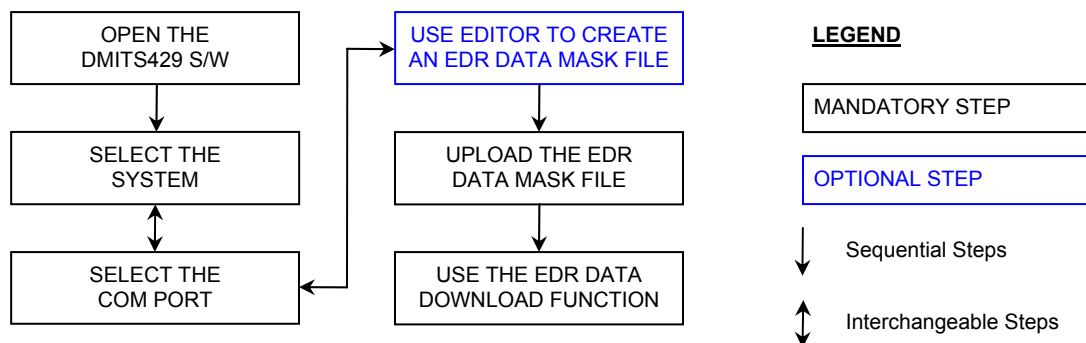 OPEN THE
DMITS429 S/W
SELECT THE
SYSTEM
SELECT THE
COM PORT
USE EDITOR TO CREATE
AN EDR DATA MASK FILE
UPLOAD THE EDR
DATA MASK FILE
USE THE EDR DATA
DOWNLOAD FUNCTION
LEGEND
MANDATORY STEP
OPTIONAL STEP
Sequential Steps
Interchangeable Steps